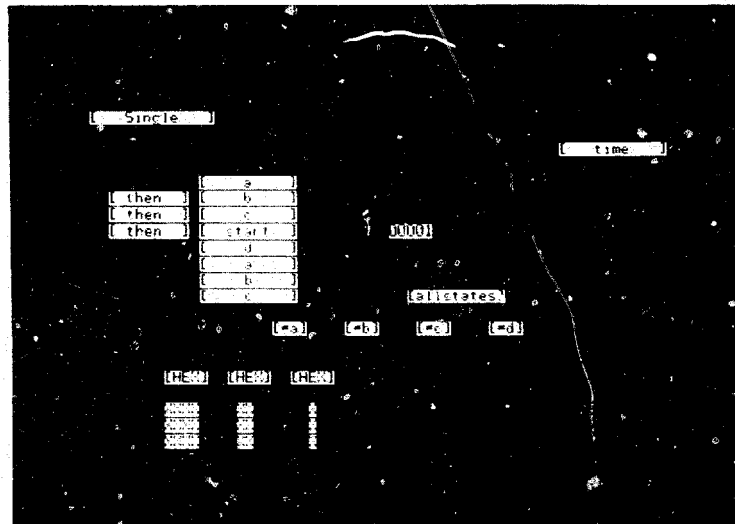 [ Single ]
[ time ]
[ a ]
[ then ] [ b ]
[ then ] [ c ]
[ then ] [ start ]
[ d ]
[ a ]
[ b ]
[ c ]
[allstates]
[≠a] [≠b] [≠c] [≠d]
[HEX] [HEX] [HEX]